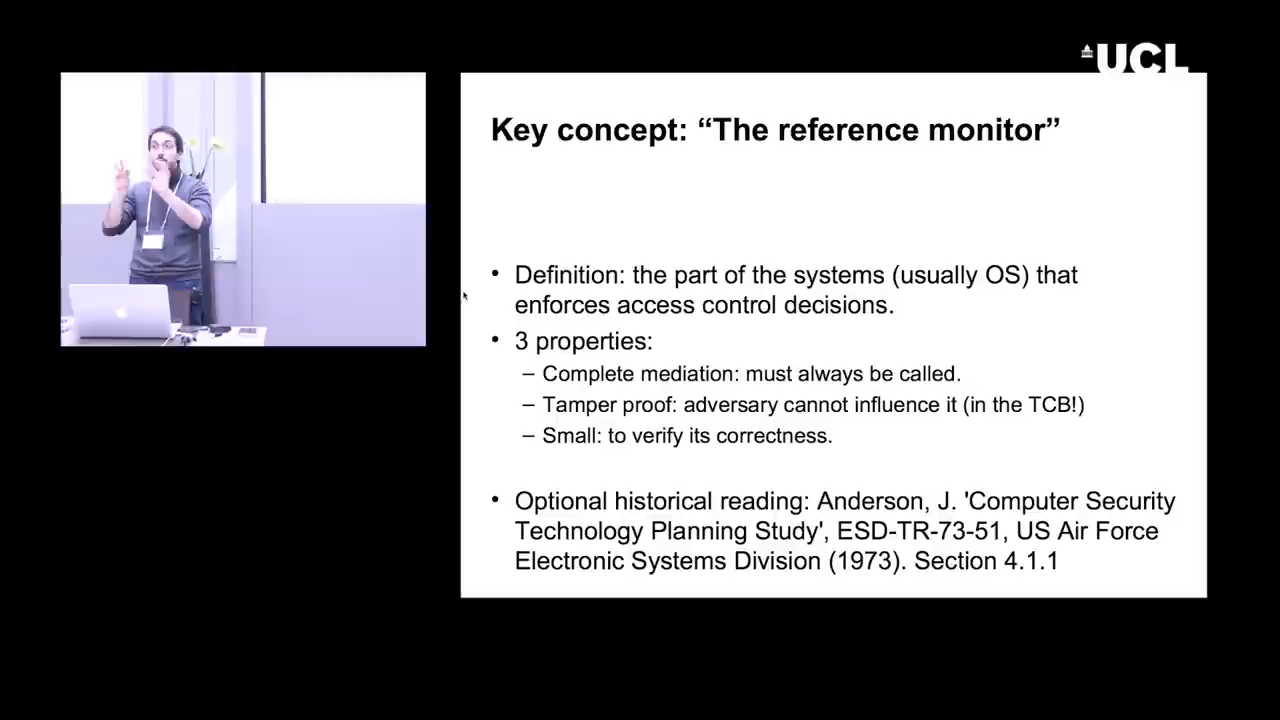 UCL
Key concept: “The reference monitor”
• Definition: the part of the systems (usually OS) that
enforces access control decisions.
• 3 properties:
– Complete mediation: must always be called.
– Tamper proof: adversary cannot influence it (in the TCB!)
– Small: to verify its correctness.
• Optional historical reading: Anderson, J. 'Computer Security
Technology Planning Study', ESD-TR-73-51, US Air Force
Electronic Systems Division (1973). Section 4.1.1